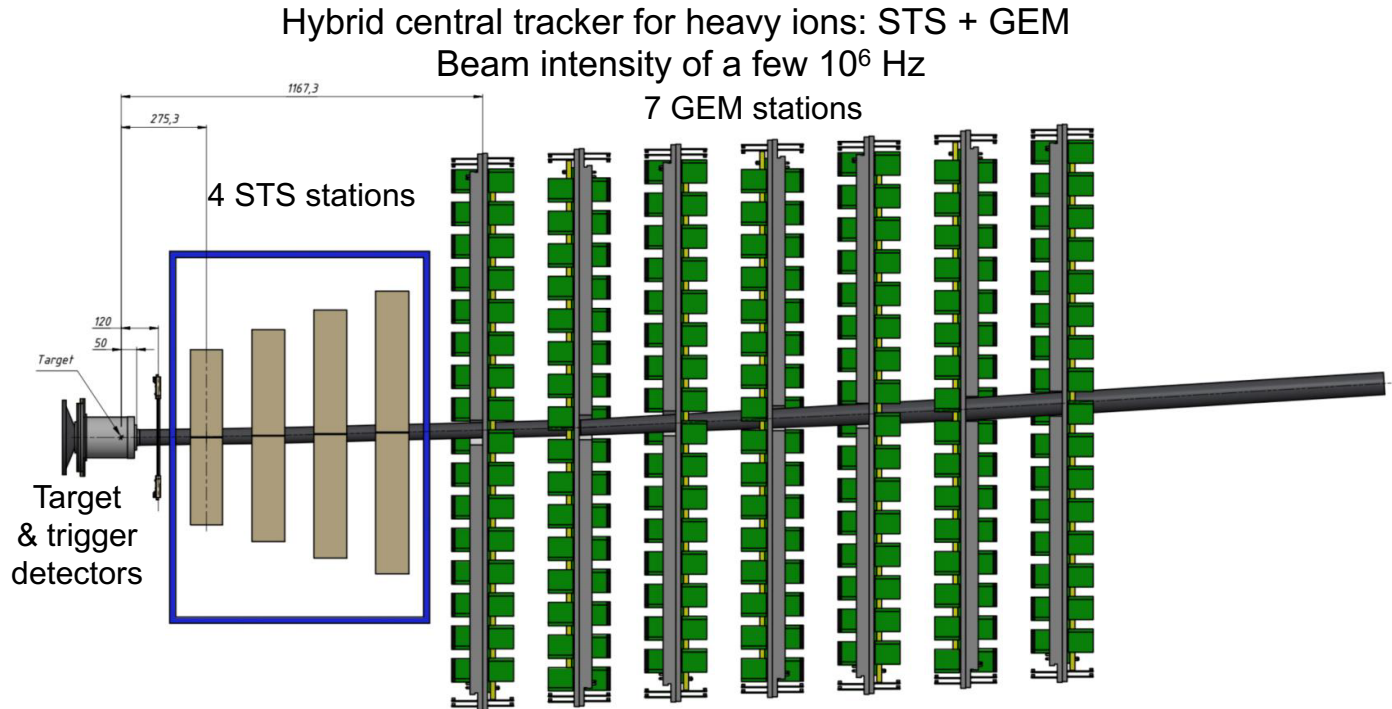 Hybrid central tracker for heavy ions: STS + GEM
Beam intensity of a few 10⁶ Hz
1167,3
7 GEM stations
275,3
4 STS stations
120
50
Target
Target
& trigger
detectors